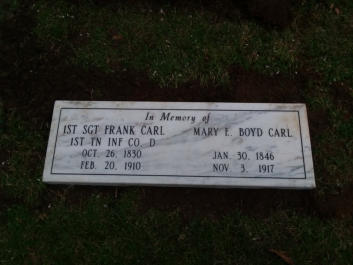 In Memory of
1ST SGT FRANK CARL
1ST TN INF CO. D
OCT. 26, 1830
FEB. 20, 1910
MARY E. BOYD CARL
JAN. 30, 1846
NOV. 3, 1917